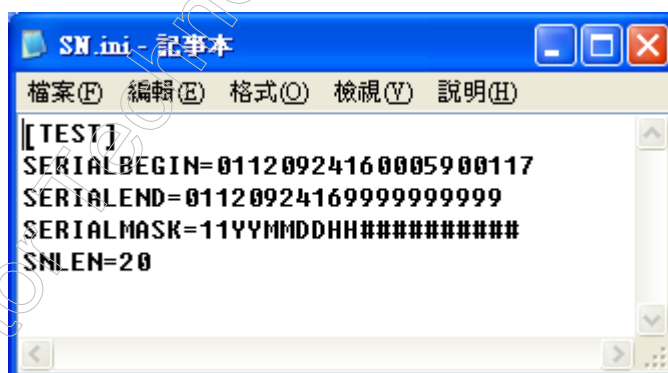 SN.ini - 記事本
檔案(F) 編輯(E) 格式(O) 檢視(V) 說明(H)
[TEST]
SERIALBEGIN=01120924160005900117
SERIALEND=01120924169999999999
SERIALMASK=11YYMMDDHH##########
SNLEN=20